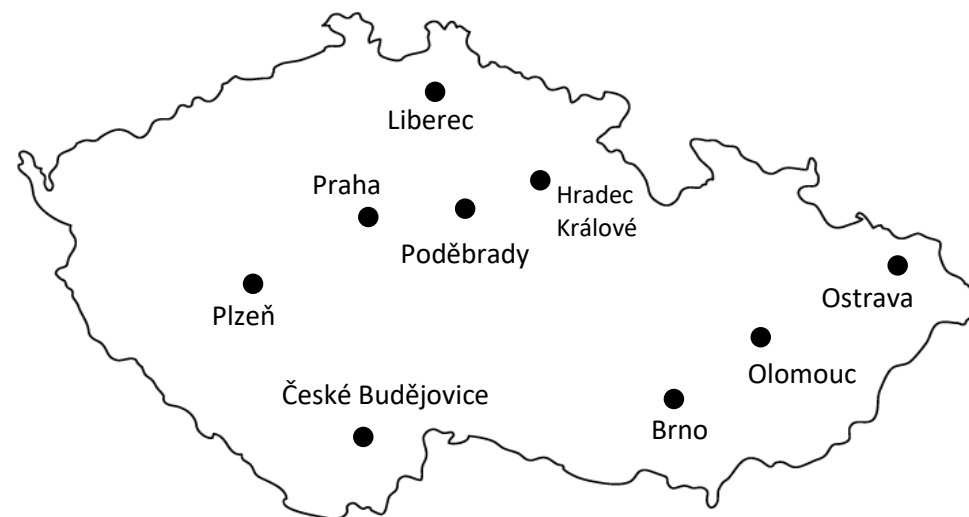 Liberec
Praha
Hradec
Králové
Poděbrady
Plzeň
Ostrava
Olomouc
České Budějovice
Brno